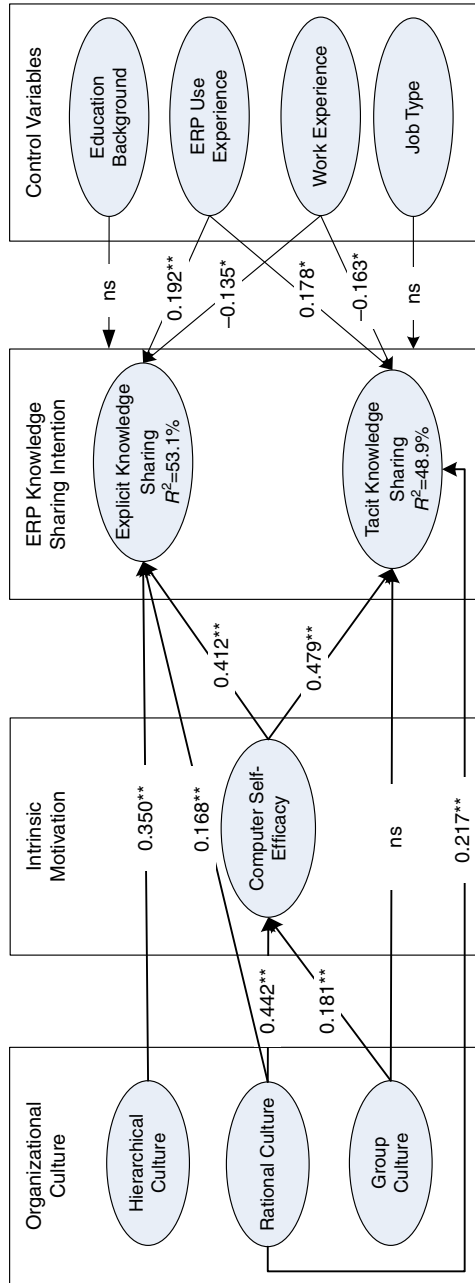 Organizational
Culture
Hierarchical
Culture
Rational Culture
Group
Culture
0.350**
0.168**
0.442**
0.181**
ns
0.217**
Intrinsic
Motivation
Computer Self-
Efficacy
0.412**
0.479**
ERP Knowledge
Sharing Intention
Explicit Knowledge
Sharing
R²=53.1%
Tacit Knowledge
Sharing
R²=48.9%
ns
0.192**
–0.135*
0.178*
–0.163*
ns
Control Variables
Education
Background
ERP Use
Experience
Work Experience
Job Type